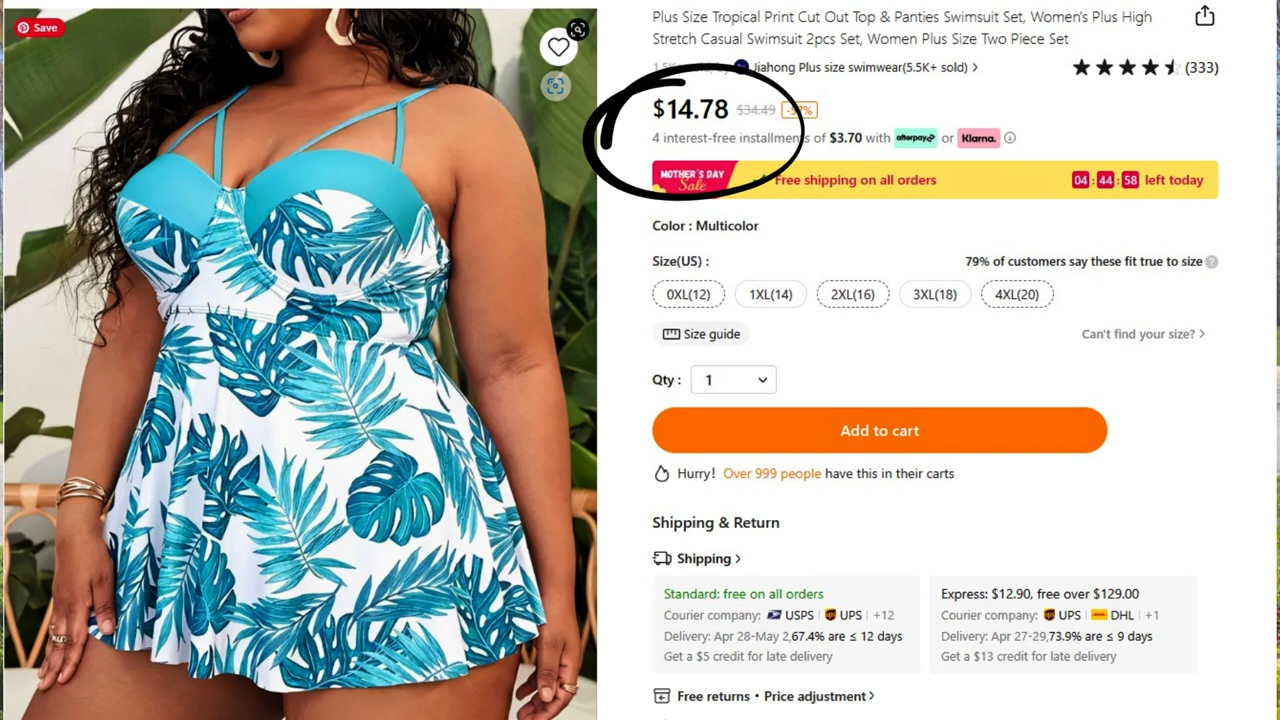 Save
Plus Size Tropical Print Cut Out Top & Panties Swimsuit Set, Women's Plus High
Stretch Casual Swimsuit 2pcs Set, Women Plus Size Two Piece Set
Jiahong Plus size swimwear(5.5K+ sold) >
(333)
$14.78 $34.49
4 interest-free installments of $3.70 with afterpay or Klarna.
MOTHER'S DAY
Sale
Free shipping on all orders 04:44:58 left today
Color : Multicolor
Size(US) : 79% of customers say these fit true to size ?
0XL(12) 1XL(14) 2XL(16) 3XL(18) 4XL(20)
Size guide Can't find your size? >
Qty : 1
Add to cart
Hurry! Over 999 people have this in their carts
Shipping & Return
Shipping >
Standard: free on all orders
Courier company: USPS | UPS | +12
Delivery: Apr 28-May 2,67.4% are ≤ 12 days
Get a $5 credit for late delivery
Express: $12.90, free over $129.00
Courier company: UPS | DHL | +1
Delivery: Apr 27-29,73.9% are ≤ 9 days
Get a $13 credit for late delivery
Free returns • Price adjustment >